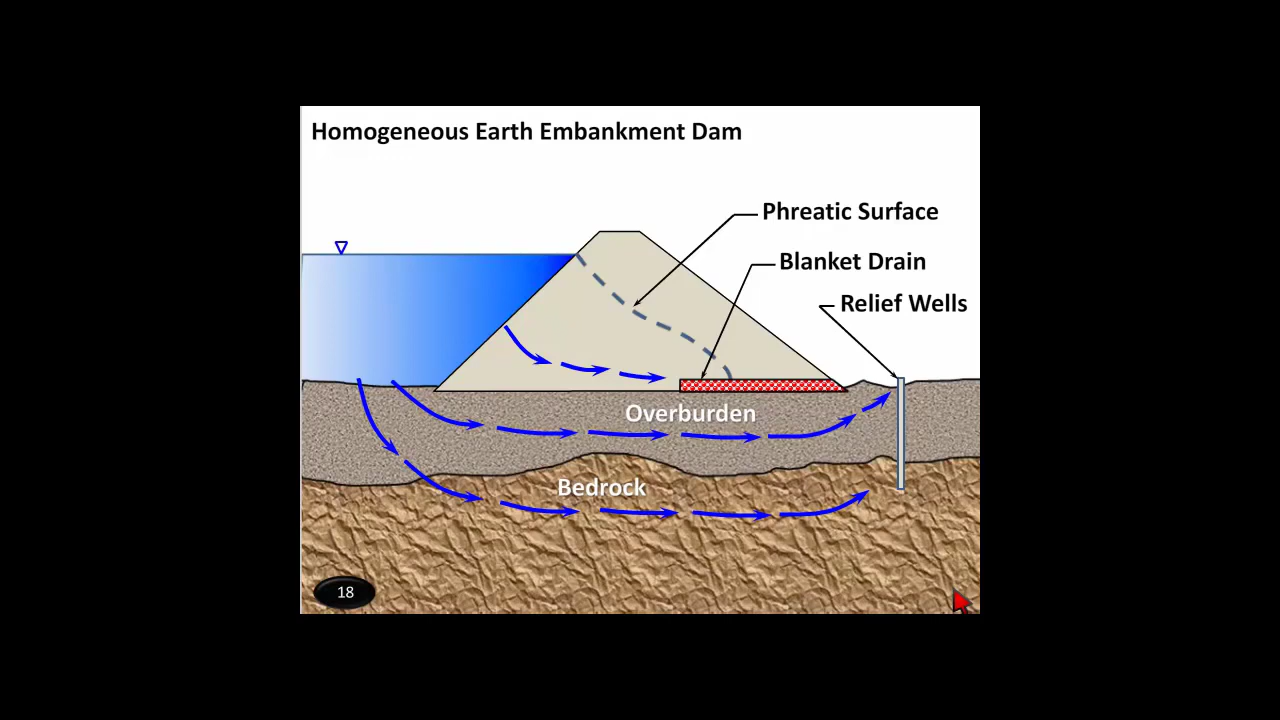 Homogeneous Earth Embankment Dam
Phreatic Surface
Blanket Drain
Relief Wells
Overburden
Bedrock
18